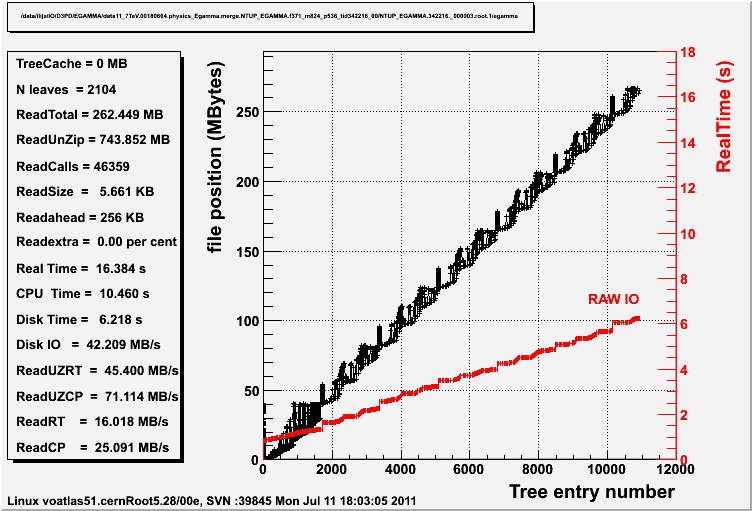 /data/ilija/IO/D3PD/EGAMMA/data11_7TeV.00180664.physics_Egamma.merge.NTUP_EGAMMA.f371_m824_p536_tid342216_00/NTUP_EGAMMA.342216._000003.root.1/egamma
TreeCache = 0 MB
N leaves = 2104
ReadTotal = 262.449 MB
ReadUnZip = 743.852 MB
ReadCalls = 46359
ReadSize = 5.661 KB
Readahead = 256 KB
Readextra = 0.00 per cent
Real Time = 16.384 s
CPU Time = 10.460 s
Disk Time = 6.218 s
Disk IO = 42.209 MB/s
ReadUZRT = 45.400 MB/s
ReadUZCP = 71.114 MB/s
ReadRT = 16.018 MB/s
ReadCP = 25.091 MB/s
file position (MBytes)
250
200
150
100
50
0
0 2000 4000 6000 8000 10000 12000
Tree entry number
RealTime (s)
18
16
14
12
10
8
6
4
2
0
RAW IO
Linux voatlas51.cernRoot5.28/00e, SVN :39845 Mon Jul 11 18:03:05 2011